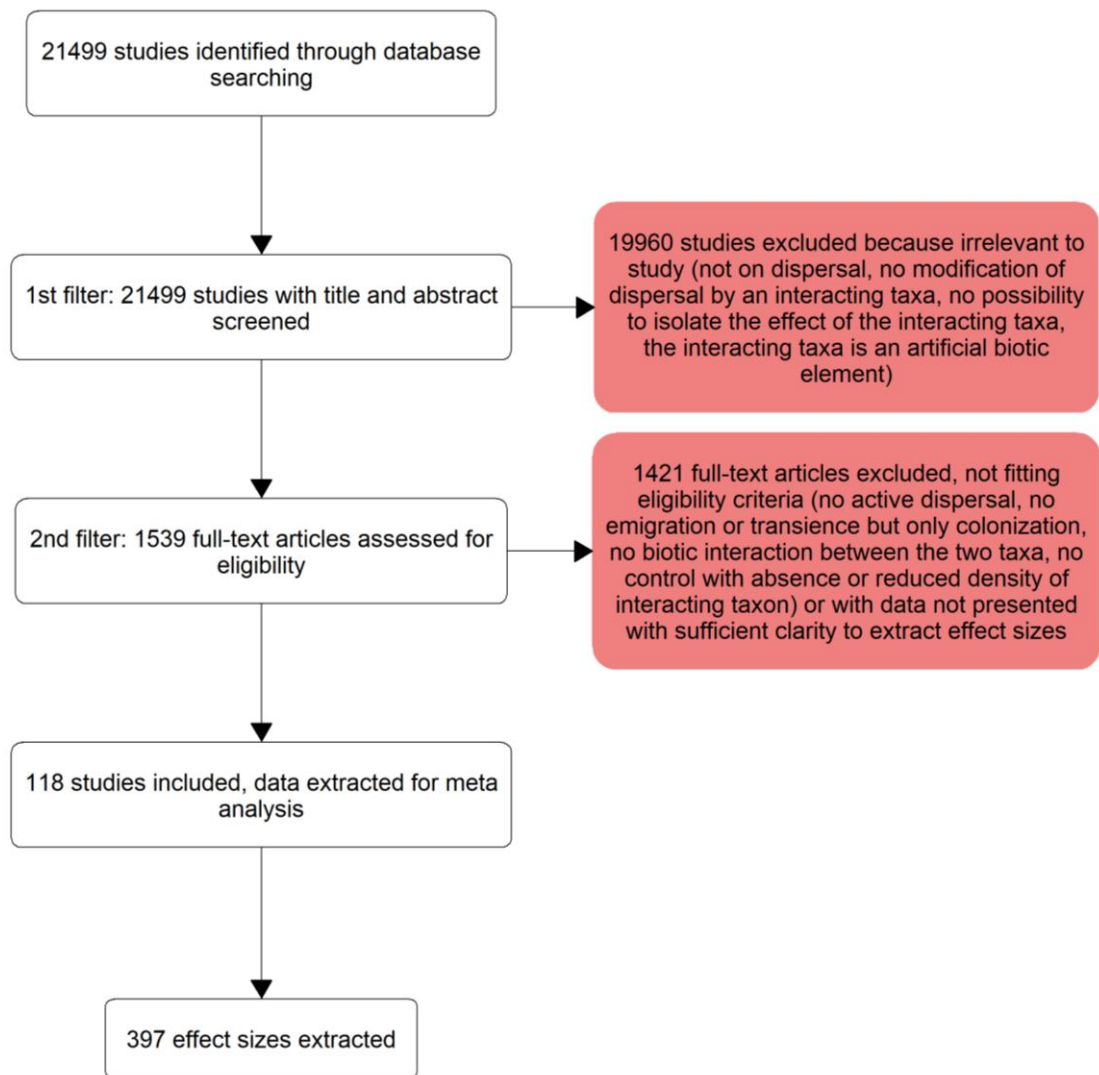 21499 studies identified through database
searching
1st filter: 21499 studies with title and abstract
screened
19960 studies excluded because irrelevant to
study (not on dispersal, no modification of
dispersal by an interacting taxa, no possibility
to isolate the effect of the interacting taxa,
the interacting taxa is an artificial biotic
element)
2nd filter: 1539 full-text articles assessed for
eligibility
1421 full-text articles excluded, not fitting
eligibility criteria (no active dispersal, no
emigration or transience but only colonization,
no biotic interaction between the two taxa, no
control with absence or reduced density of
interacting taxon) or with data not presented
with sufficient clarity to extract effect sizes
118 studies included, data extracted for meta
analysis
397 effect sizes extracted